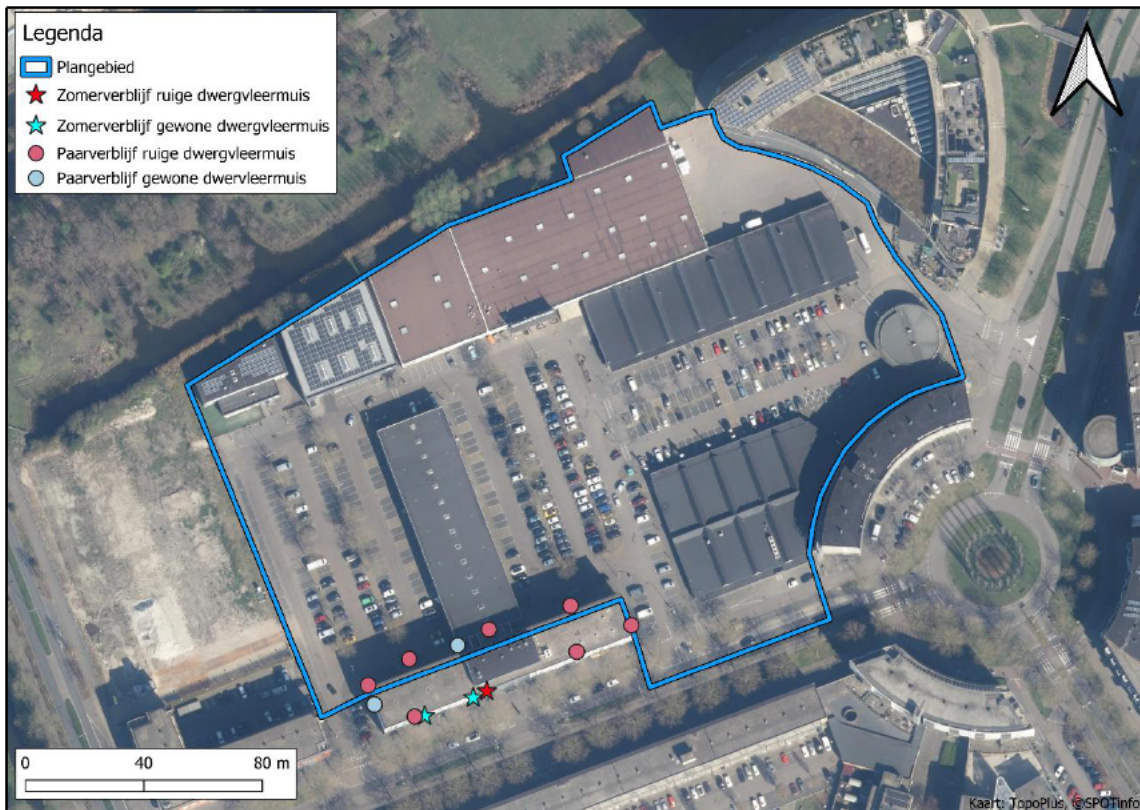 Legenda
Plangebied
Zomerverblijf ruige dwergvleermuis
Zomerverblijf gewone dwergvleermuis
Paarverblijf ruige dwergvleermuis
Paarverblijf gewone dwervleermuis
0 40 80 m
Kaart: TopoPlus, ©SPOTinfo